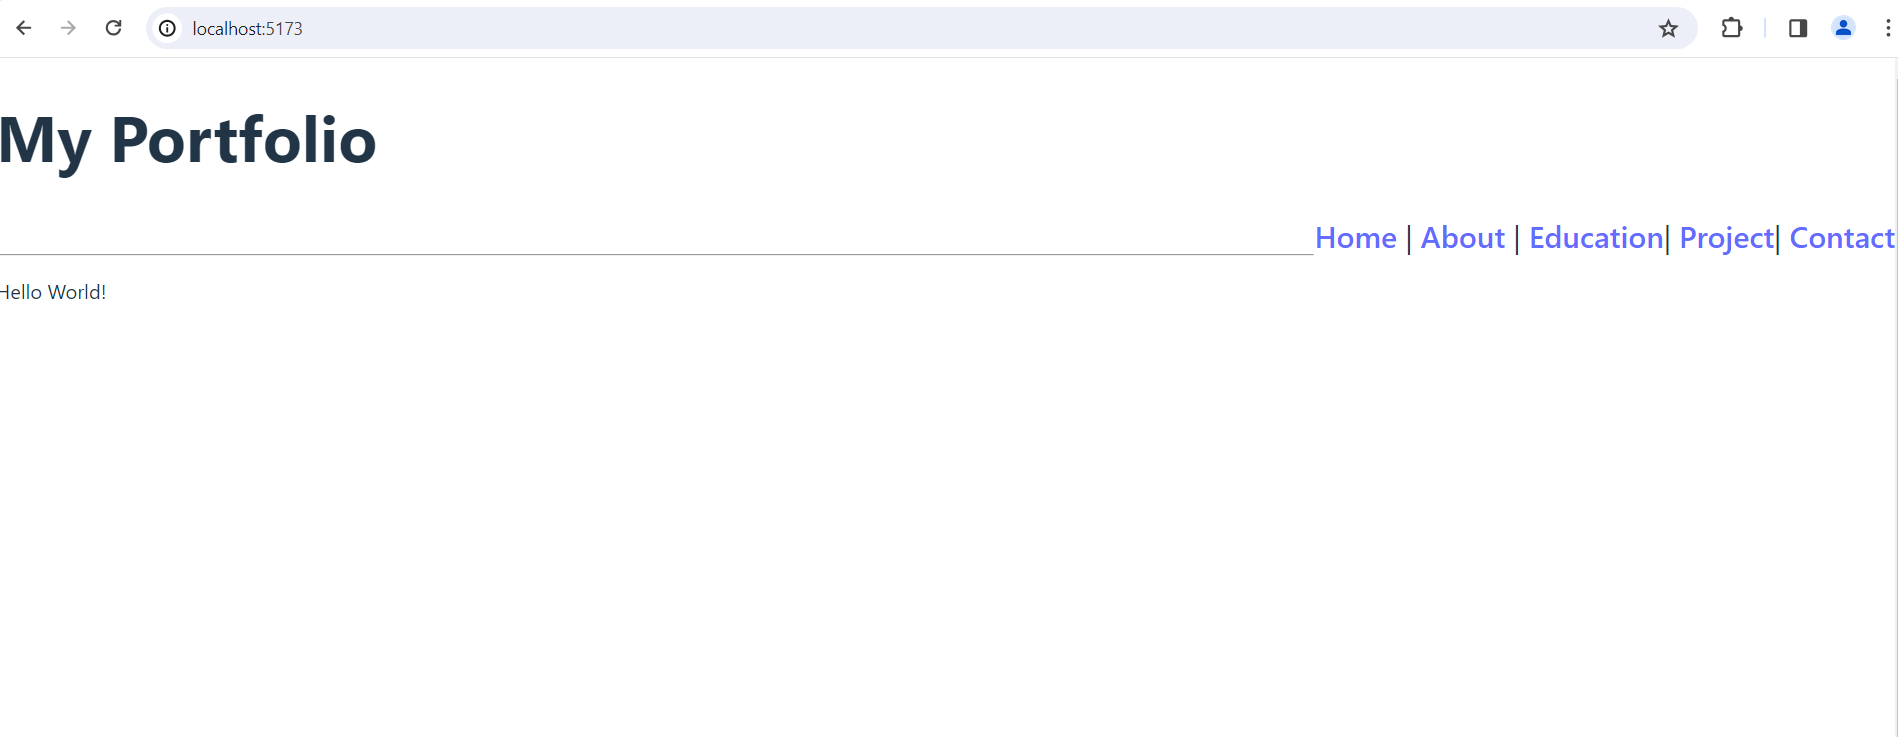 localhost:5173
My Portfolio
Home | About | Education| Project| Contact
Hello World!